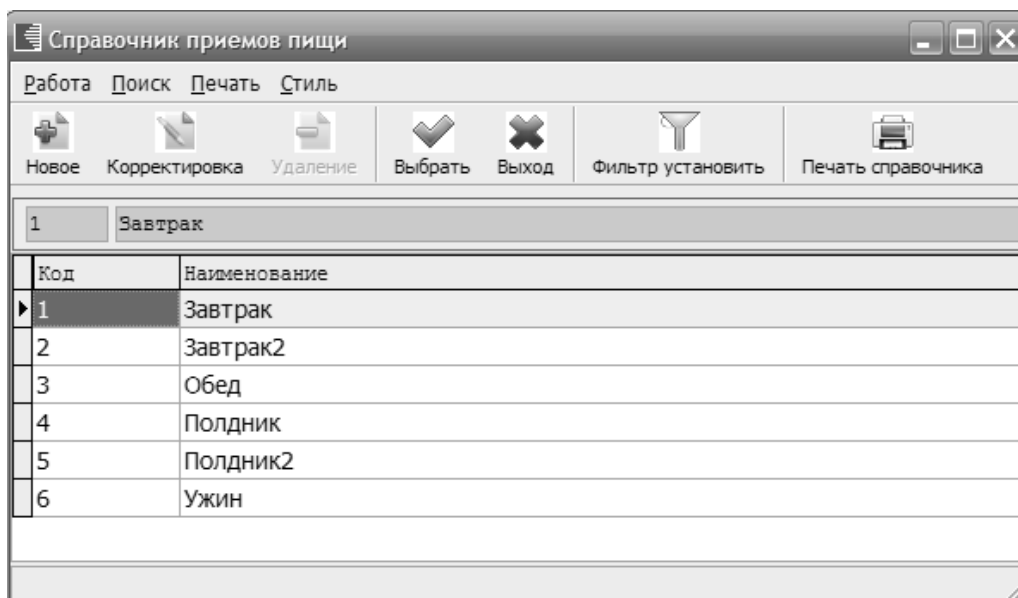 Справочник приемов пищи
Работа Поиск Печать Стиль
Новое Корректировка Удаление Выбрать Выход Фильтр установить Печать справочника
1 Завтрак
Код Наименование
1 Завтрак
2 Завтрак2
3 Обед
4 Полдник
5 Полдник2
6 Ужин